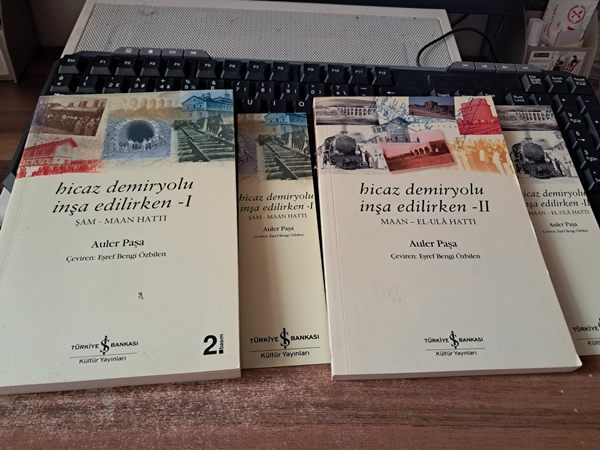 hicaz demiryolu
inşa edilirken -I
ŞAM - MAAN HATTI
Auler Paşa
Çeviren: Eşref Bengi Özbilen
TÜRKİYE İŞ BANKASI
Kültür Yayınları
2.
basım
hicaz demiryolu
inşa edilirken -I
ŞAM - MAAN HATTI
Auler Paşa
Çeviren: Eşref Bengi Özbilen
TÜRKİYE İŞ BANKASI
Kültür Yayınları
hicaz demiryolu
inşa edilirken -II
MAAN – EL-ULÂ HATTI
Auler Paşa
Çeviren: Eşref Bengi Özbilen
TÜRKİYE İŞ BANKASI
Kültür Yayınları
hicaz demiryolu
inşa edilirken -II
MAAN – EL-ULÂ HATTI
Auler Paşa
Çeviren: Eşref Bengi Özbilen
TÜRKİYE İŞ BANKASI
Kültür Yayınları